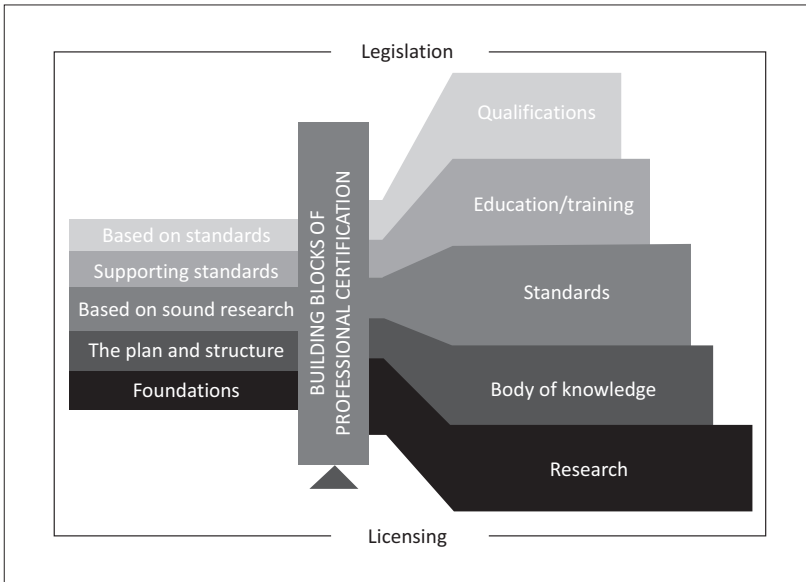 Legislation
Based on standards
Supporting standards
Based on sound research
The plan and structure
Foundations
BUILDING BLOCKS OF
PROFESSIONAL CERTIFICATION
Qualifications
Education/training
Standards
Body of knowledge
Research
Licensing